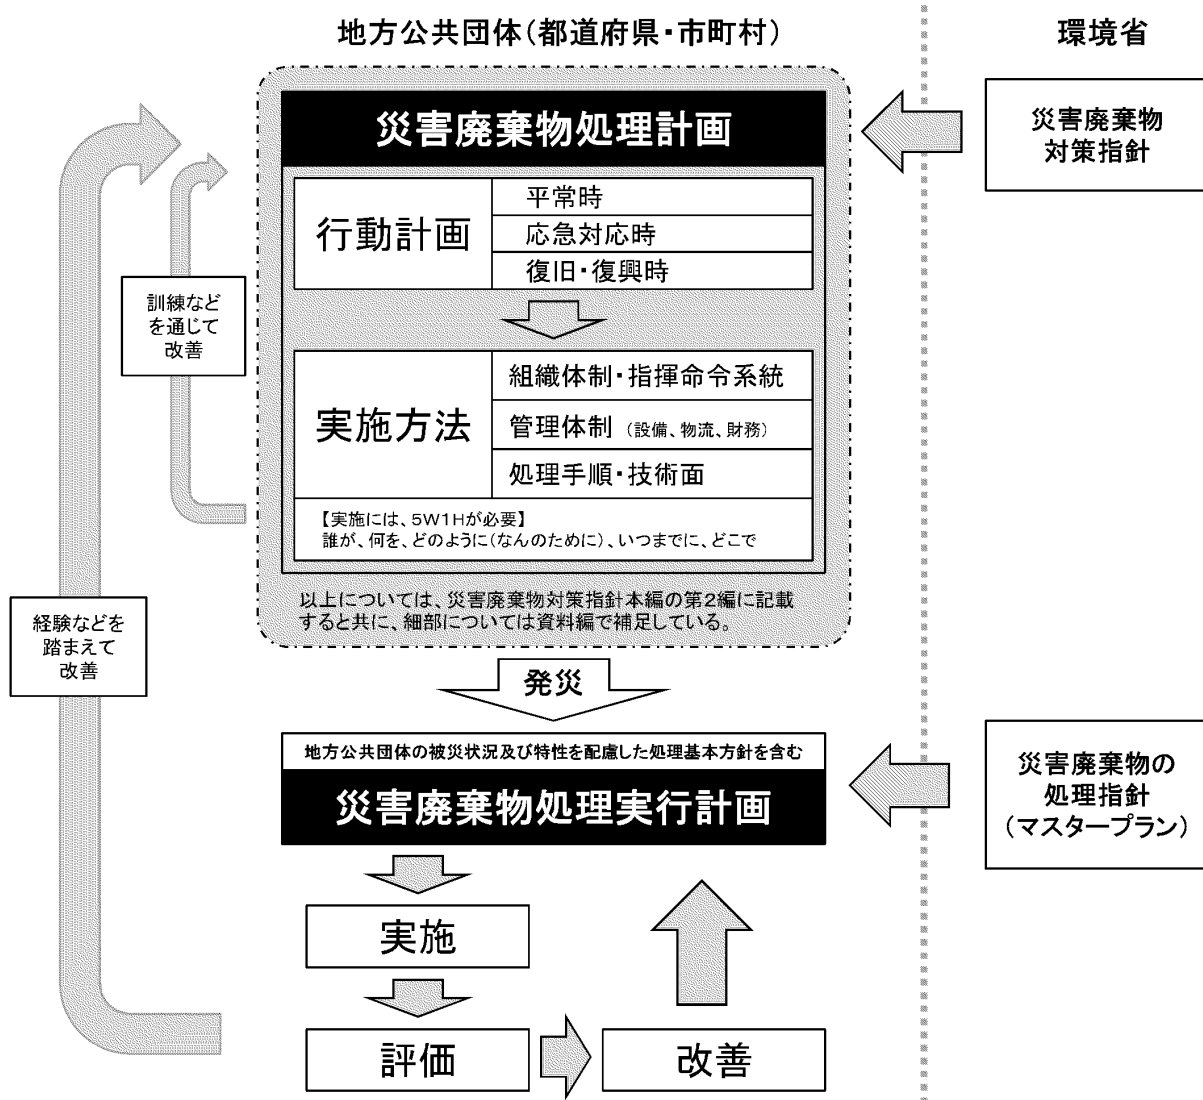 地方公共団体(都道府県・市町村)
環境省
災害廃棄物処理計画
災害廃棄物
対策指針
行動計画
平常時
応急対応時
復旧・復興時
訓練など
を通じて
改善
実施方法
組織体制・指揮命令系統
管理体制 (設備、物流、財務)
処理手順・技術面
【実施には、5W1Hが必要】
誰が、何を、どのように(なんのために)、いつまでに、どこで
以上については、災害廃棄物対策指針本編の第2編に記載
すると共に、細部については資料編で補足している。
経験などを
踏まえて
改善
発災
地方公共団体の被災状況及び特性を配慮した処理基本方針を含む
災害廃棄物処理実行計画
災害廃棄物の
処理指針
(マスタープラン)
実施
評価
改善